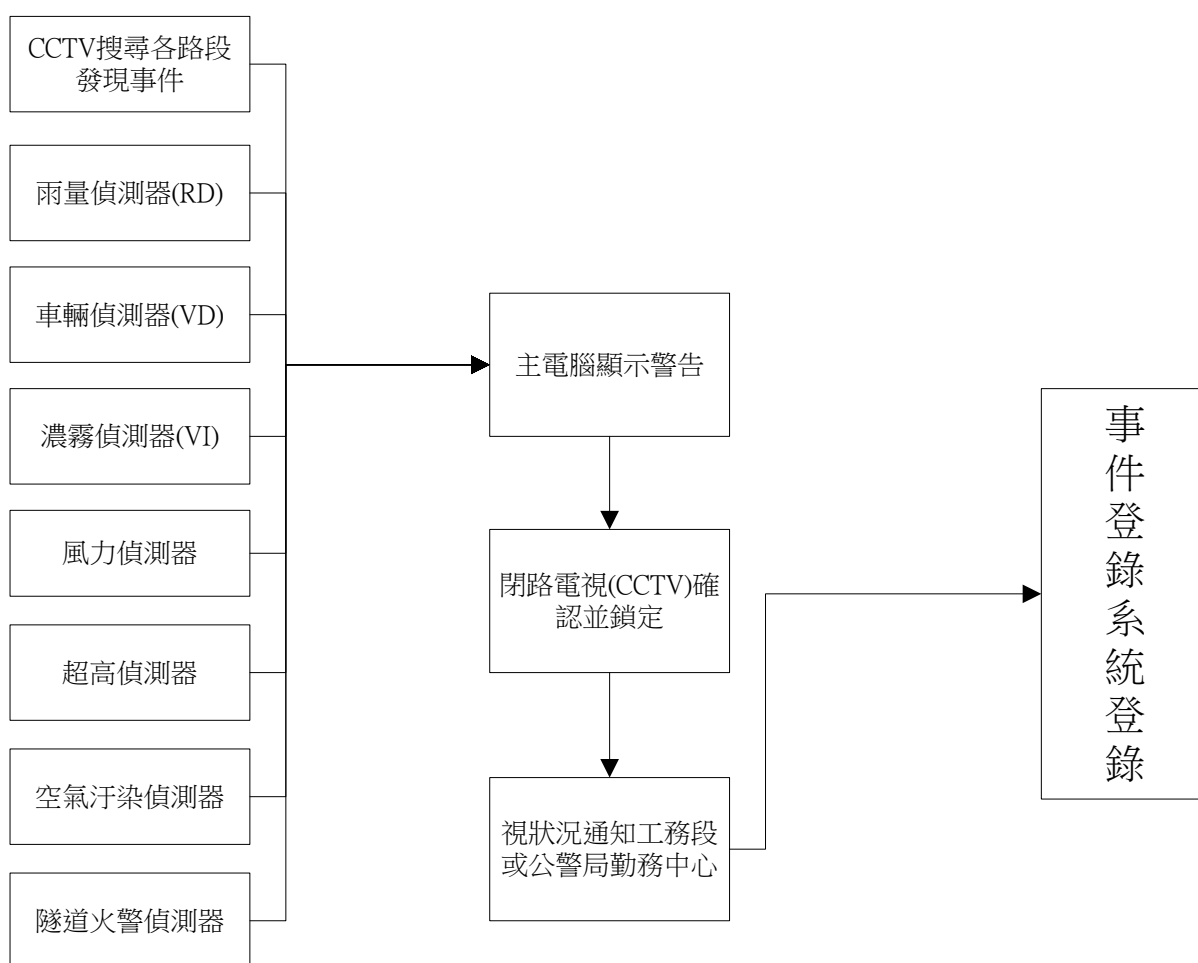 CCTV搜尋各路段
發現事件
雨量偵測器(RD)
車輛偵測器(VD)
濃霧偵測器(VI)
風力偵測器
超高偵測器
空氣汙染偵測器
隧道火警偵測器
主電腦顯示警告
閉路電視(CCTV)確
認並鎖定
視狀況通知工務段
或公警局勤務中心
事件登錄系統登錄